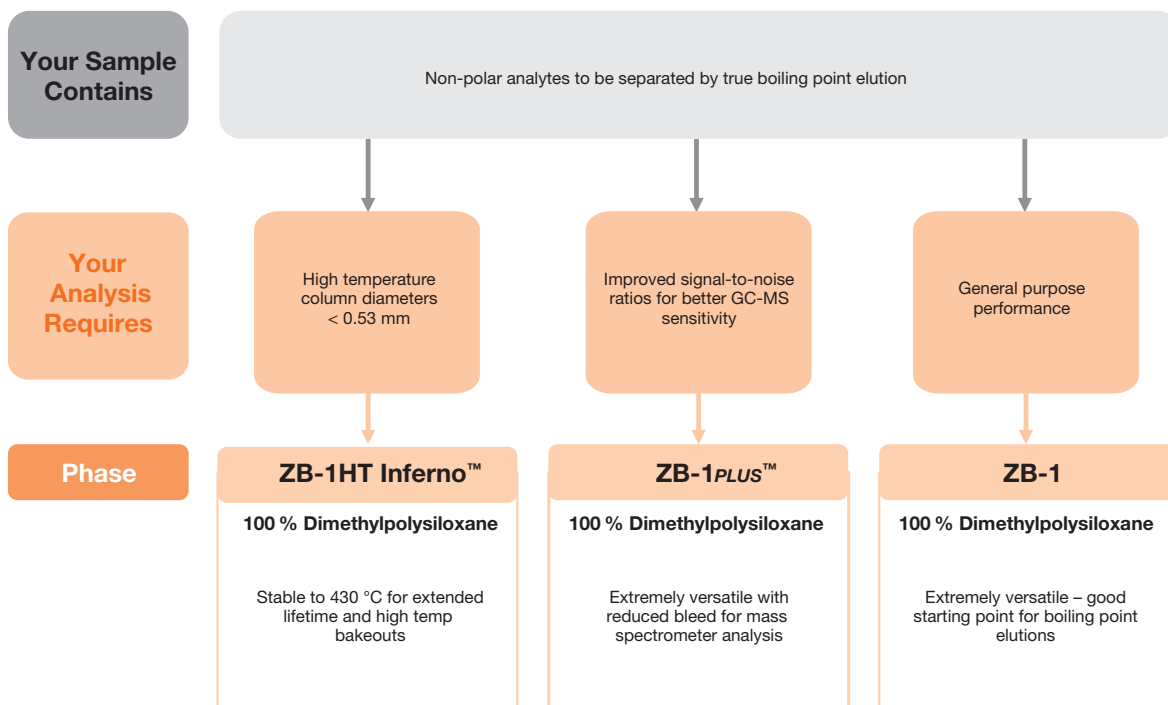 Your Sample
Contains
Non-polar analytes to be separated by true boiling point elution
Your
Analysis
Requires
High temperature
column diameters
< 0.53 mm
Improved signal-to-noise
ratios for better GC-MS
sensitivity
General purpose
performance
Phase
ZB-1HT Inferno™
ZB-1PLUS™
ZB-1
100 % Dimethylpolysiloxane
100 % Dimethylpolysiloxane
100 % Dimethylpolysiloxane
Stable to 430 °C for extended
lifetime and high temp
bakeouts
Extremely versatile with
reduced bleed for mass
spectrometer analysis
Extremely versatile – good
starting point for boiling point
elutions